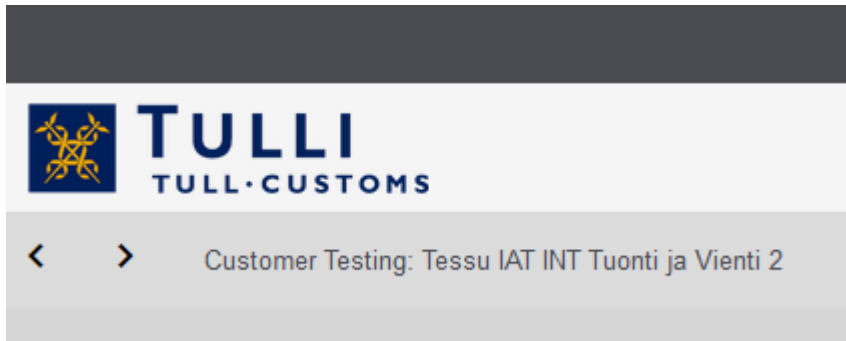 TULLI
TULL·CUSTOMS
Customer Testing: Tessu IAT INT Tuonti ja Vienti 2